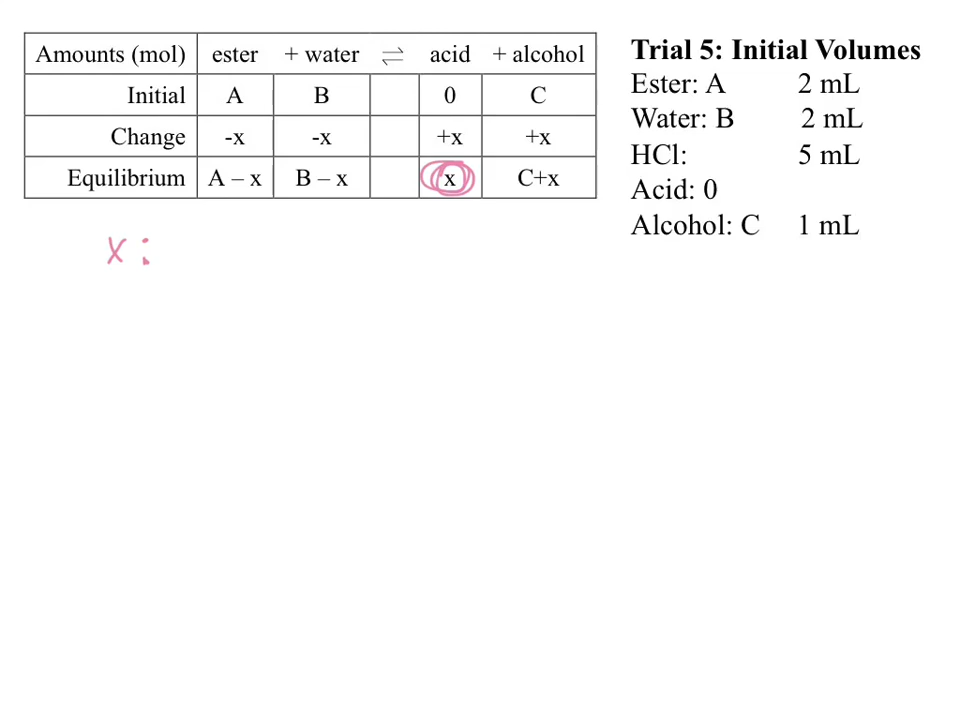 Amounts (mol) ester + water ⇌ acid + alcohol
Initial A B 0 C
Change -x -x +x +x
Equilibrium A – x B – x x C+x
x :
Trial 5: Initial Volumes
Ester: A 2 mL
Water: B 2 mL
HCl: 5 mL
Acid: 0
Alcohol: C 1 mL